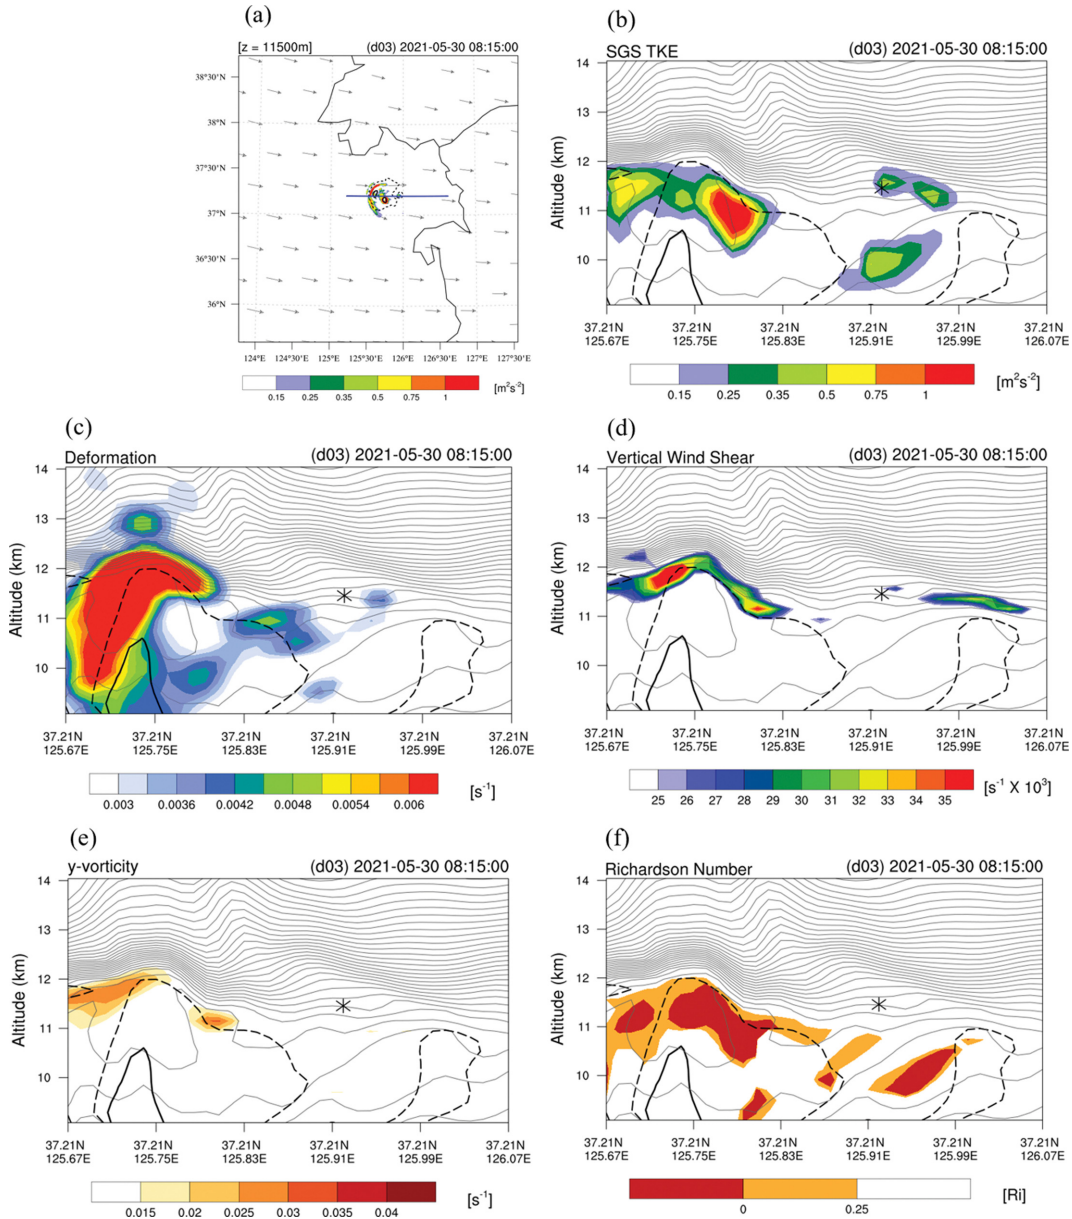 (a)
[z = 11500m] (d03) 2021-05-30 08:15:00
38°30'N
38°N
37°30'N
37°N
36°30'N
36°N
124°E 124°30'E 125°E 125°30'E 126°E 126°30'E 127°E 127°30'E
0.15 0.25 0.35 0.5 0.75 1 [m²s⁻²]
(b)
SGS TKE (d03) 2021-05-30 08:15:00
14
13
12
11
10
Altitude (km)
37.21N 37.21N 37.21N 37.21N 37.21N 37.21N
125.67E 125.75E 125.83E 125.91E 125.99E 126.07E
0.15 0.25 0.35 0.5 0.75 1 [m²s⁻²]
(c)
Deformation (d03) 2021-05-30 08:15:00
14
13
12
11
10
Altitude (km)
37.21N 37.21N 37.21N 37.21N 37.21N 37.21N
125.67E 125.75E 125.83E 125.91E 125.99E 126.07E
0.003 0.0036 0.0042 0.0048 0.0054 0.006 [s⁻¹]
(d)
Vertical Wind Shear (d03) 2021-05-30 08:15:00
14
13
12
11
10
Altitude (km)
37.21N 37.21N 37.21N 37.21N 37.21N 37.21N
125.67E 125.75E 125.83E 125.91E 125.99E 126.07E
25 26 27 28 29 30 31 32 33 34 35 [s⁻¹ X 10³]
(e)
y-vorticity (d03) 2021-05-30 08:15:00
14
13
12
11
10
Altitude (km)
37.21N 37.21N 37.21N 37.21N 37.21N 37.21N
125.67E 125.75E 125.83E 125.91E 125.99E 126.07E
0.015 0.02 0.025 0.03 0.035 0.04 [s⁻¹]
(f)
Richardson Number (d03) 2021-05-30 08:15:00
14
13
12
11
10
Altitude (km)
37.21N 37.21N 37.21N 37.21N 37.21N 37.21N
125.67E 125.75E 125.83E 125.91E 125.99E 126.07E
0 0.25 [Ri]